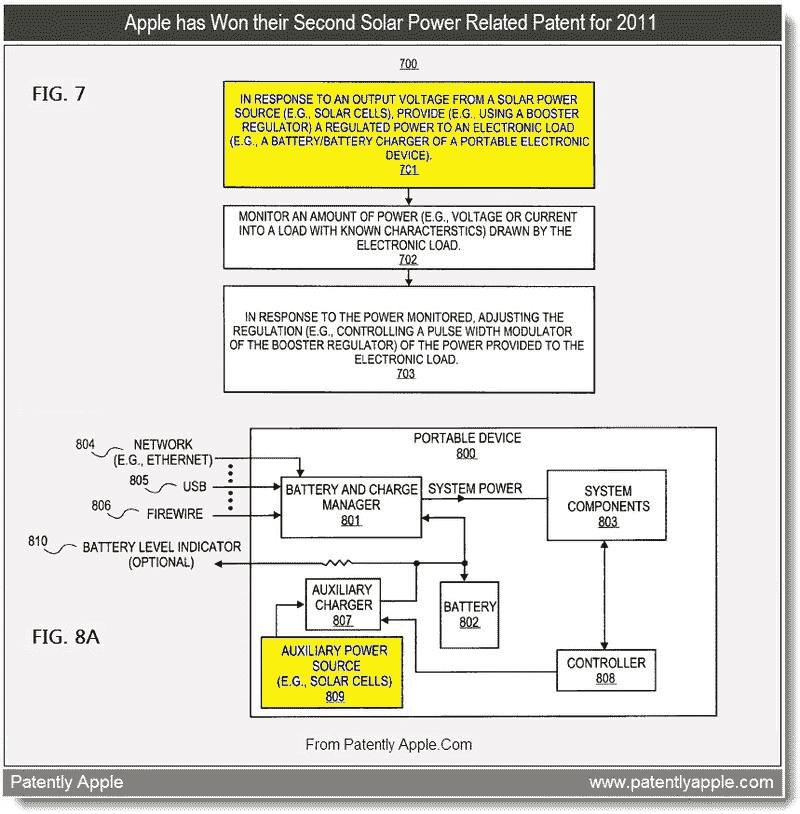 Apple has Won their Second Solar Power Related Patent for 2011
700
FIG. 7
IN RESPONSE TO AN OUTPUT VOLTAGE FROM A SOLAR POWER
SOURCE (E.G., SOLAR CELLS), PROVIDE (E.G., USING A BOOSTER
REGULATOR) A REGULATED POWER TO AN ELECTRONIC LOAD
(E.G., A BATTERY/BATTERY CHARGER OF A PORTABLE ELECTRONIC
DEVICE).
701
MONITOR AN AMOUNT OF POWER (E.G., VOLTAGE OR CURRENT
INTO A LOAD WITH KNOWN CHARACTERSTICS) DRAWN BY THE
ELECTRONIC LOAD.
702
IN RESPONSE TO THE POWER MONITORED, ADJUSTING THE
REGULATION (E.G., CONTROLLING A PULSE WIDTH MODULATOR
OF THE BOOSTER REGULATOR) OF THE POWER PROVIDED TO THE
ELECTRONIC LOAD.
703
PORTABLE DEVICE
800
804
NETWORK
(E.G., ETHERNET)
805
USB
806
FIREWIRE
810
BATTERY LEVEL INDICATOR
(OPTIONAL)
BATTERY AND CHARGE
MANAGER
801
SYSTEM POWER
SYSTEM
COMPONENTS
803
AUXILIARY
CHARGER
807
BATTERY
802
FIG. 8A
AUXILIARY POWER
SOURCE
(E.G., SOLAR CELLS)
809
CONTROLLER
808
From Patently Apple.Com
Patently Apple
www.patentlyapple.com